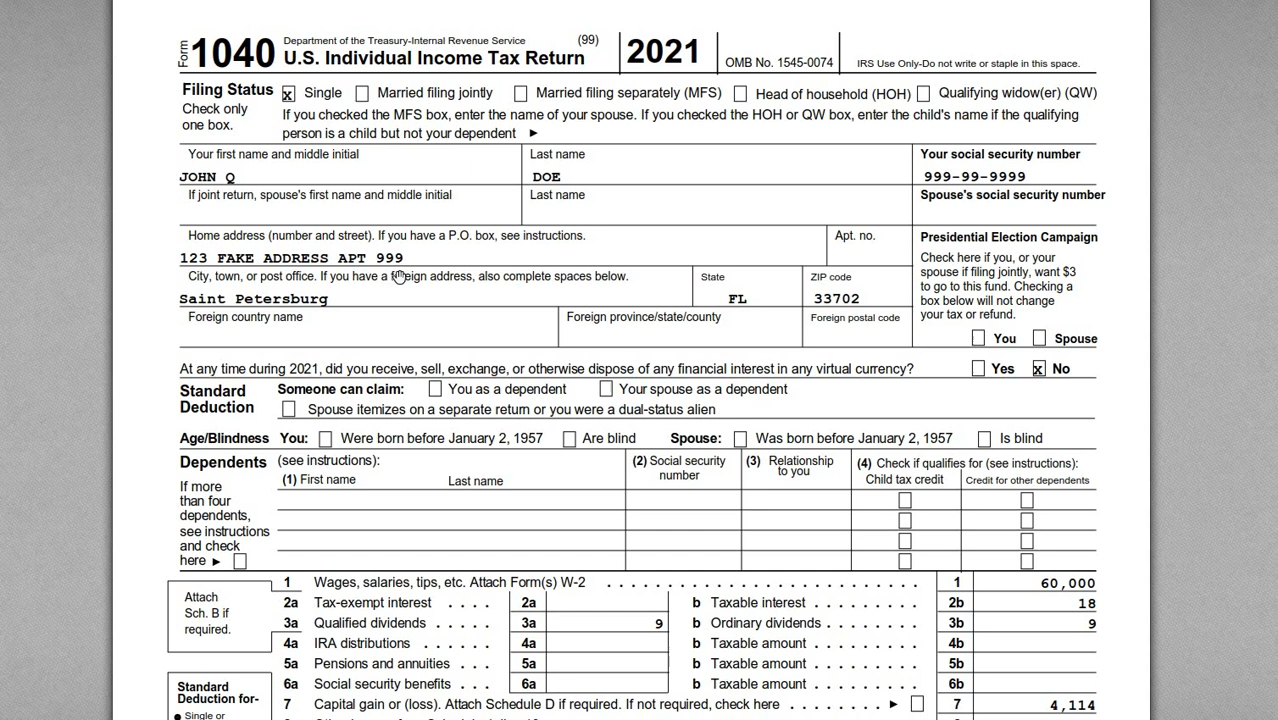 Form 1040 Department of the Treasury-Internal Revenue Service (99)
U.S. Individual Income Tax Return 2021 OMB No. 1545-0074 IRS Use Only-Do not write or staple in this space.
Filing Status x Single Married filing jointly Married filing separately (MFS) Head of household (HOH) Qualifying widow(er) (QW)
Check only
one box.
If you checked the MFS box, enter the name of your spouse. If you checked the HOH or QW box, enter the child's name if the qualifying
person is a child but not your dependent ►
Your first name and middle initial Last name Your social security number
JOHN Q DOE 999-99-9999
If joint return, spouse's first name and middle initial Last name Spouse's social security number
Home address (number and street). If you have a P.O. box, see instructions. Apt. no.
123 FAKE ADDRESS APT 999
City, town, or post office. If you have a foreign address, also complete spaces below. State ZIP code
Saint Petersburg FL 33702
Foreign country name Foreign province/state/county Foreign postal code
Presidential Election Campaign
Check here if you, or your
spouse if filing jointly, want $3
to go to this fund. Checking a
box below will not change
your tax or refund.
You Spouse
At any time during 2021, did you receive, sell, exchange, or otherwise dispose of any financial interest in any virtual currency? Yes x No
Standard
Deduction
Someone can claim: You as a dependent Your spouse as a dependent
Spouse itemizes on a separate return or you were a dual-status alien
Age/Blindness You: Were born before January 2, 1957 Are blind Spouse: Was born before January 2, 1957 Is blind
Dependents (see instructions):
(1) First name Last name
(2) Social security
number
(3) Relationship
to you
(4) Check if qualifies for (see instructions):
Child tax credit Credit for other dependents
If more
than four
dependents,
see instructions
and check
here ►
Attach
Sch. B if
required.
1 Wages, salaries, tips, etc. Attach Form(s) W-2 . . . . . . . . . . . . . . . . . . . . . . . . . 1 60,000
2a Tax-exempt interest . . . . 2a b Taxable interest . . . . . . . . . 2b 18
3a Qualified dividends . . . . . 3a 9 b Ordinary dividends . . . . . . . . 3b 9
4a IRA distributions . . . . . . 4a b Taxable amount . . . . . . . . . 4b
5a Pensions and annuities . . . 5a b Taxable amount . . . . . . . . . 5b
6a Social security benefits . . . 6a b Taxable amount . . . . . . . . . 6b
7 Capital gain or (loss). Attach Schedule D if required. If not required, check here . . . . . . . . ► 7 4,114
Standard
Deduction for-
● Single or